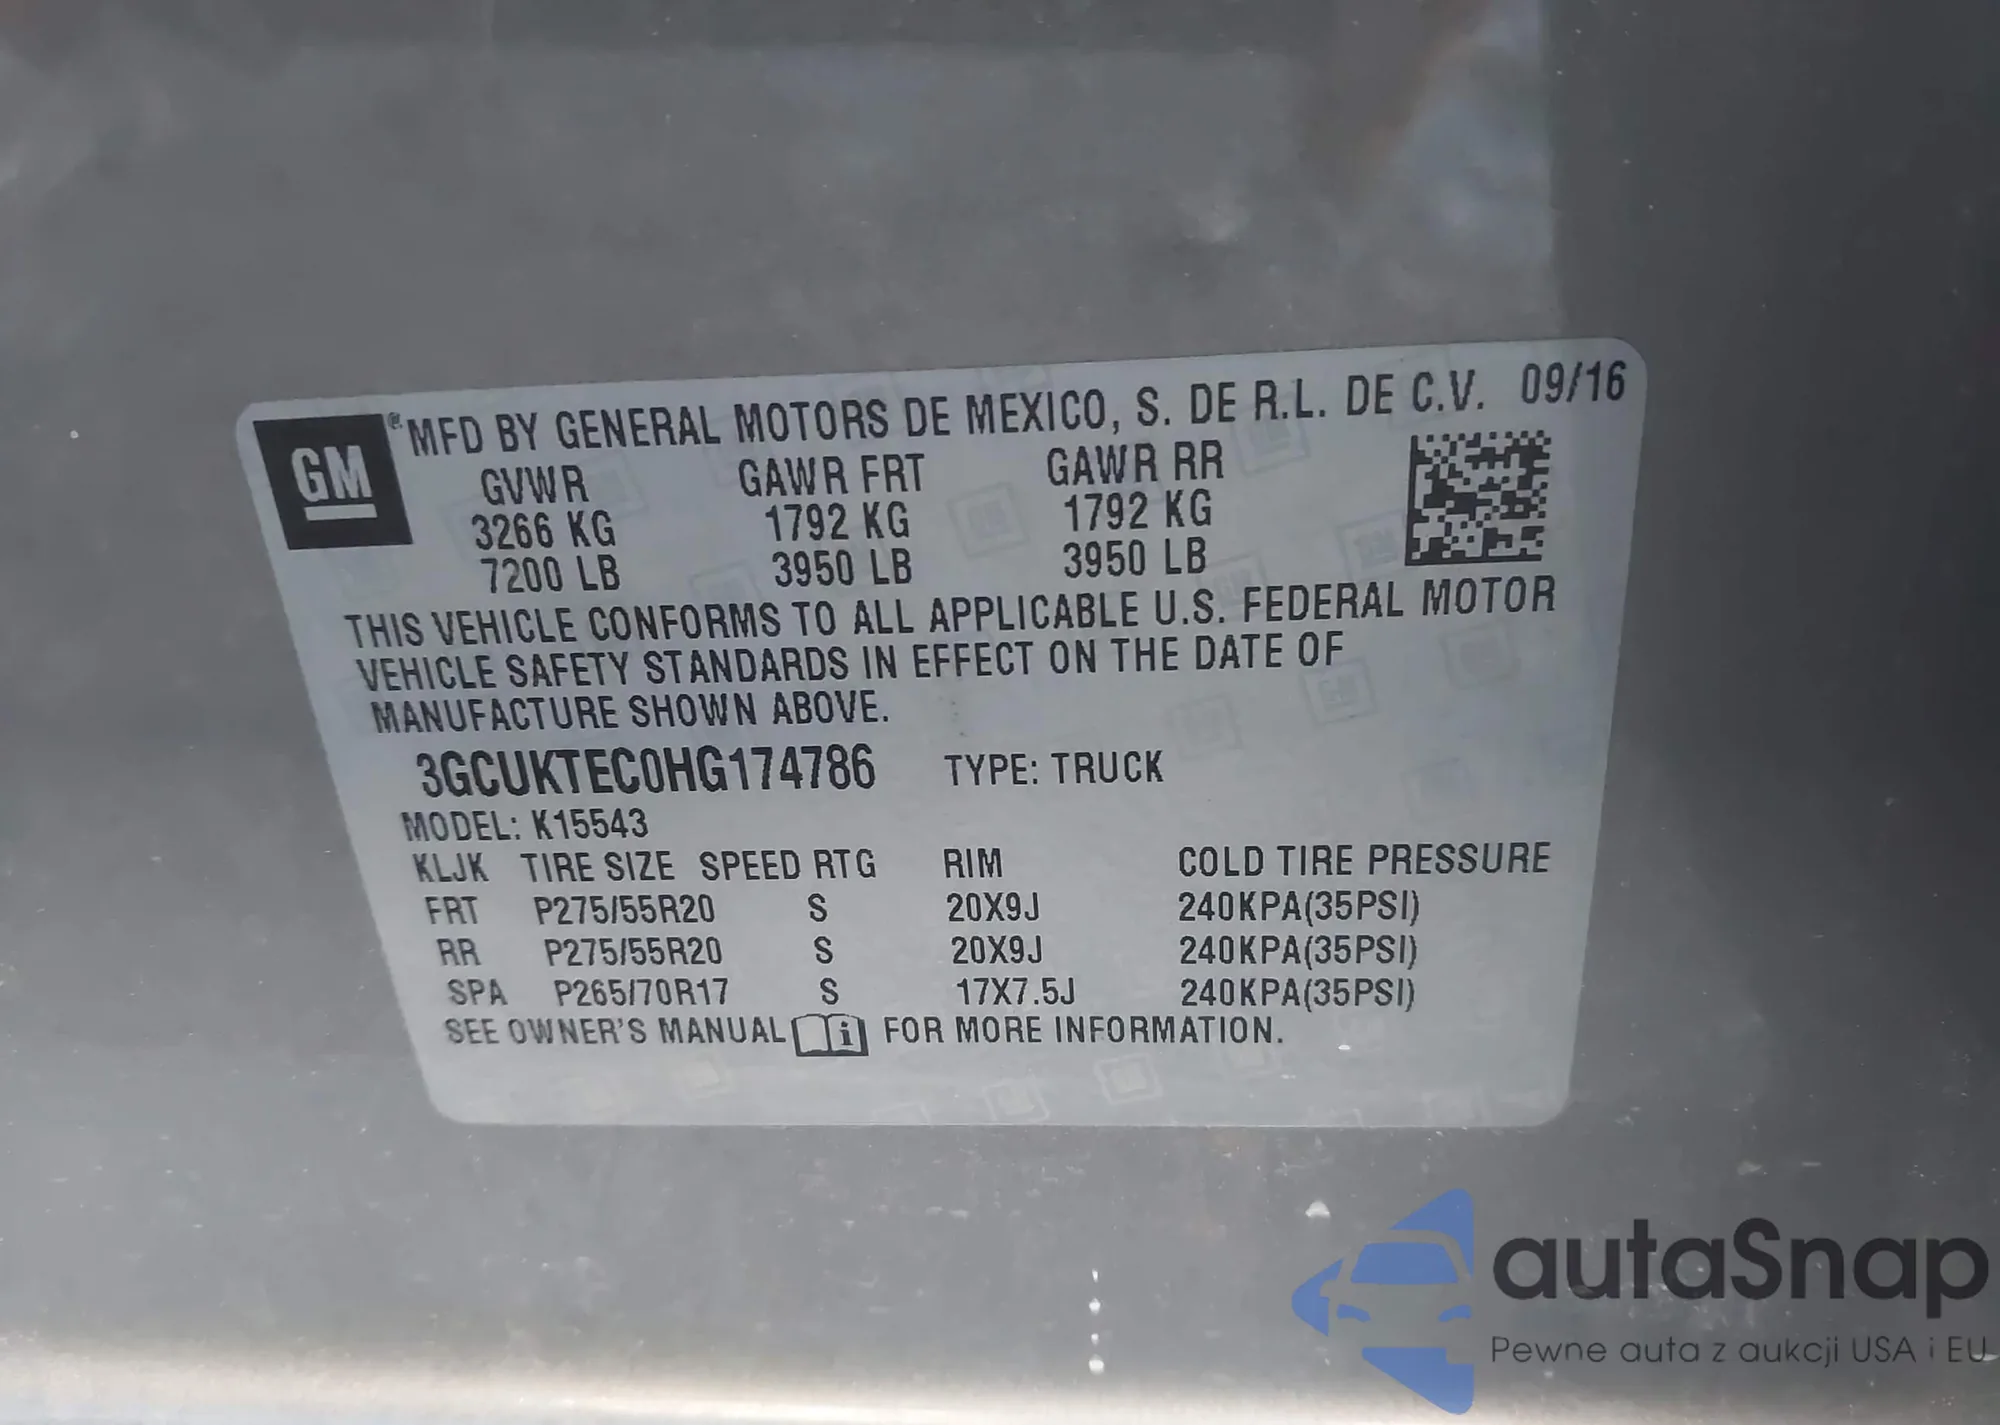 GM ® MFD BY GENERAL MOTORS DE MEXICO, S. DE R.L. DE C.V. 09/16
GVWR GAWR FRT GAWR RR
3266 KG 1792 KG 1792 KG
7200 LB 3950 LB 3950 LB
THIS VEHICLE CONFORMS TO ALL APPLICABLE U.S. FEDERAL MOTOR
VEHICLE SAFETY STANDARDS IN EFFECT ON THE DATE OF
MANUFACTURE SHOWN ABOVE.
3GCUKTEC0HG174786 TYPE: TRUCK
MODEL: K15543
KLJK TIRE SIZE SPEED RTG RIM COLD TIRE PRESSURE
FRT P275/55R20 S 20X9J 240KPA(35PSI)
RR P275/55R20 S 20X9J 240KPA(35PSI)
SPA P265/70R17 S 17X7.5J 240KPA(35PSI)
SEE OWNER'S MANUAL i FOR MORE INFORMATION.
autaSnap
Pewne auta z aukcji USA i EU